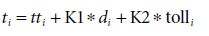 tᵢ = ttᵢ + K1 * dᵢ + K2 * tollᵢ